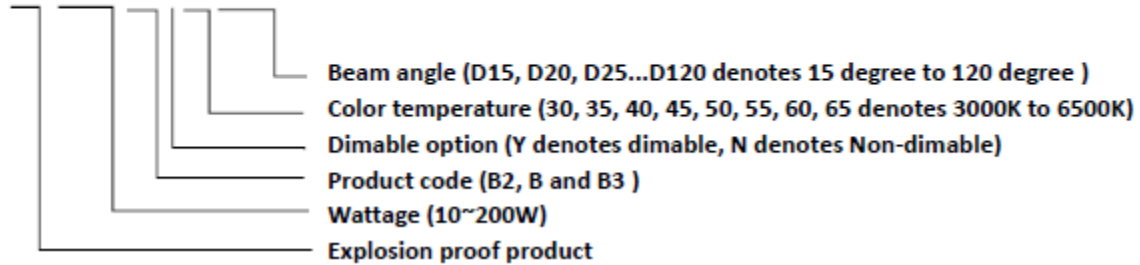 Beam angle (D15, D20, D25...D120 denotes 15 degree to 120 degree )
Color temperature (30, 35, 40, 45, 50, 55, 60, 65 denotes 3000K to 6500K)
Dimable option (Y denotes dimable, N denotes Non-dimable)
Product code (B2, B and B3 )
Wattage (10~200W)
Explosion proof product